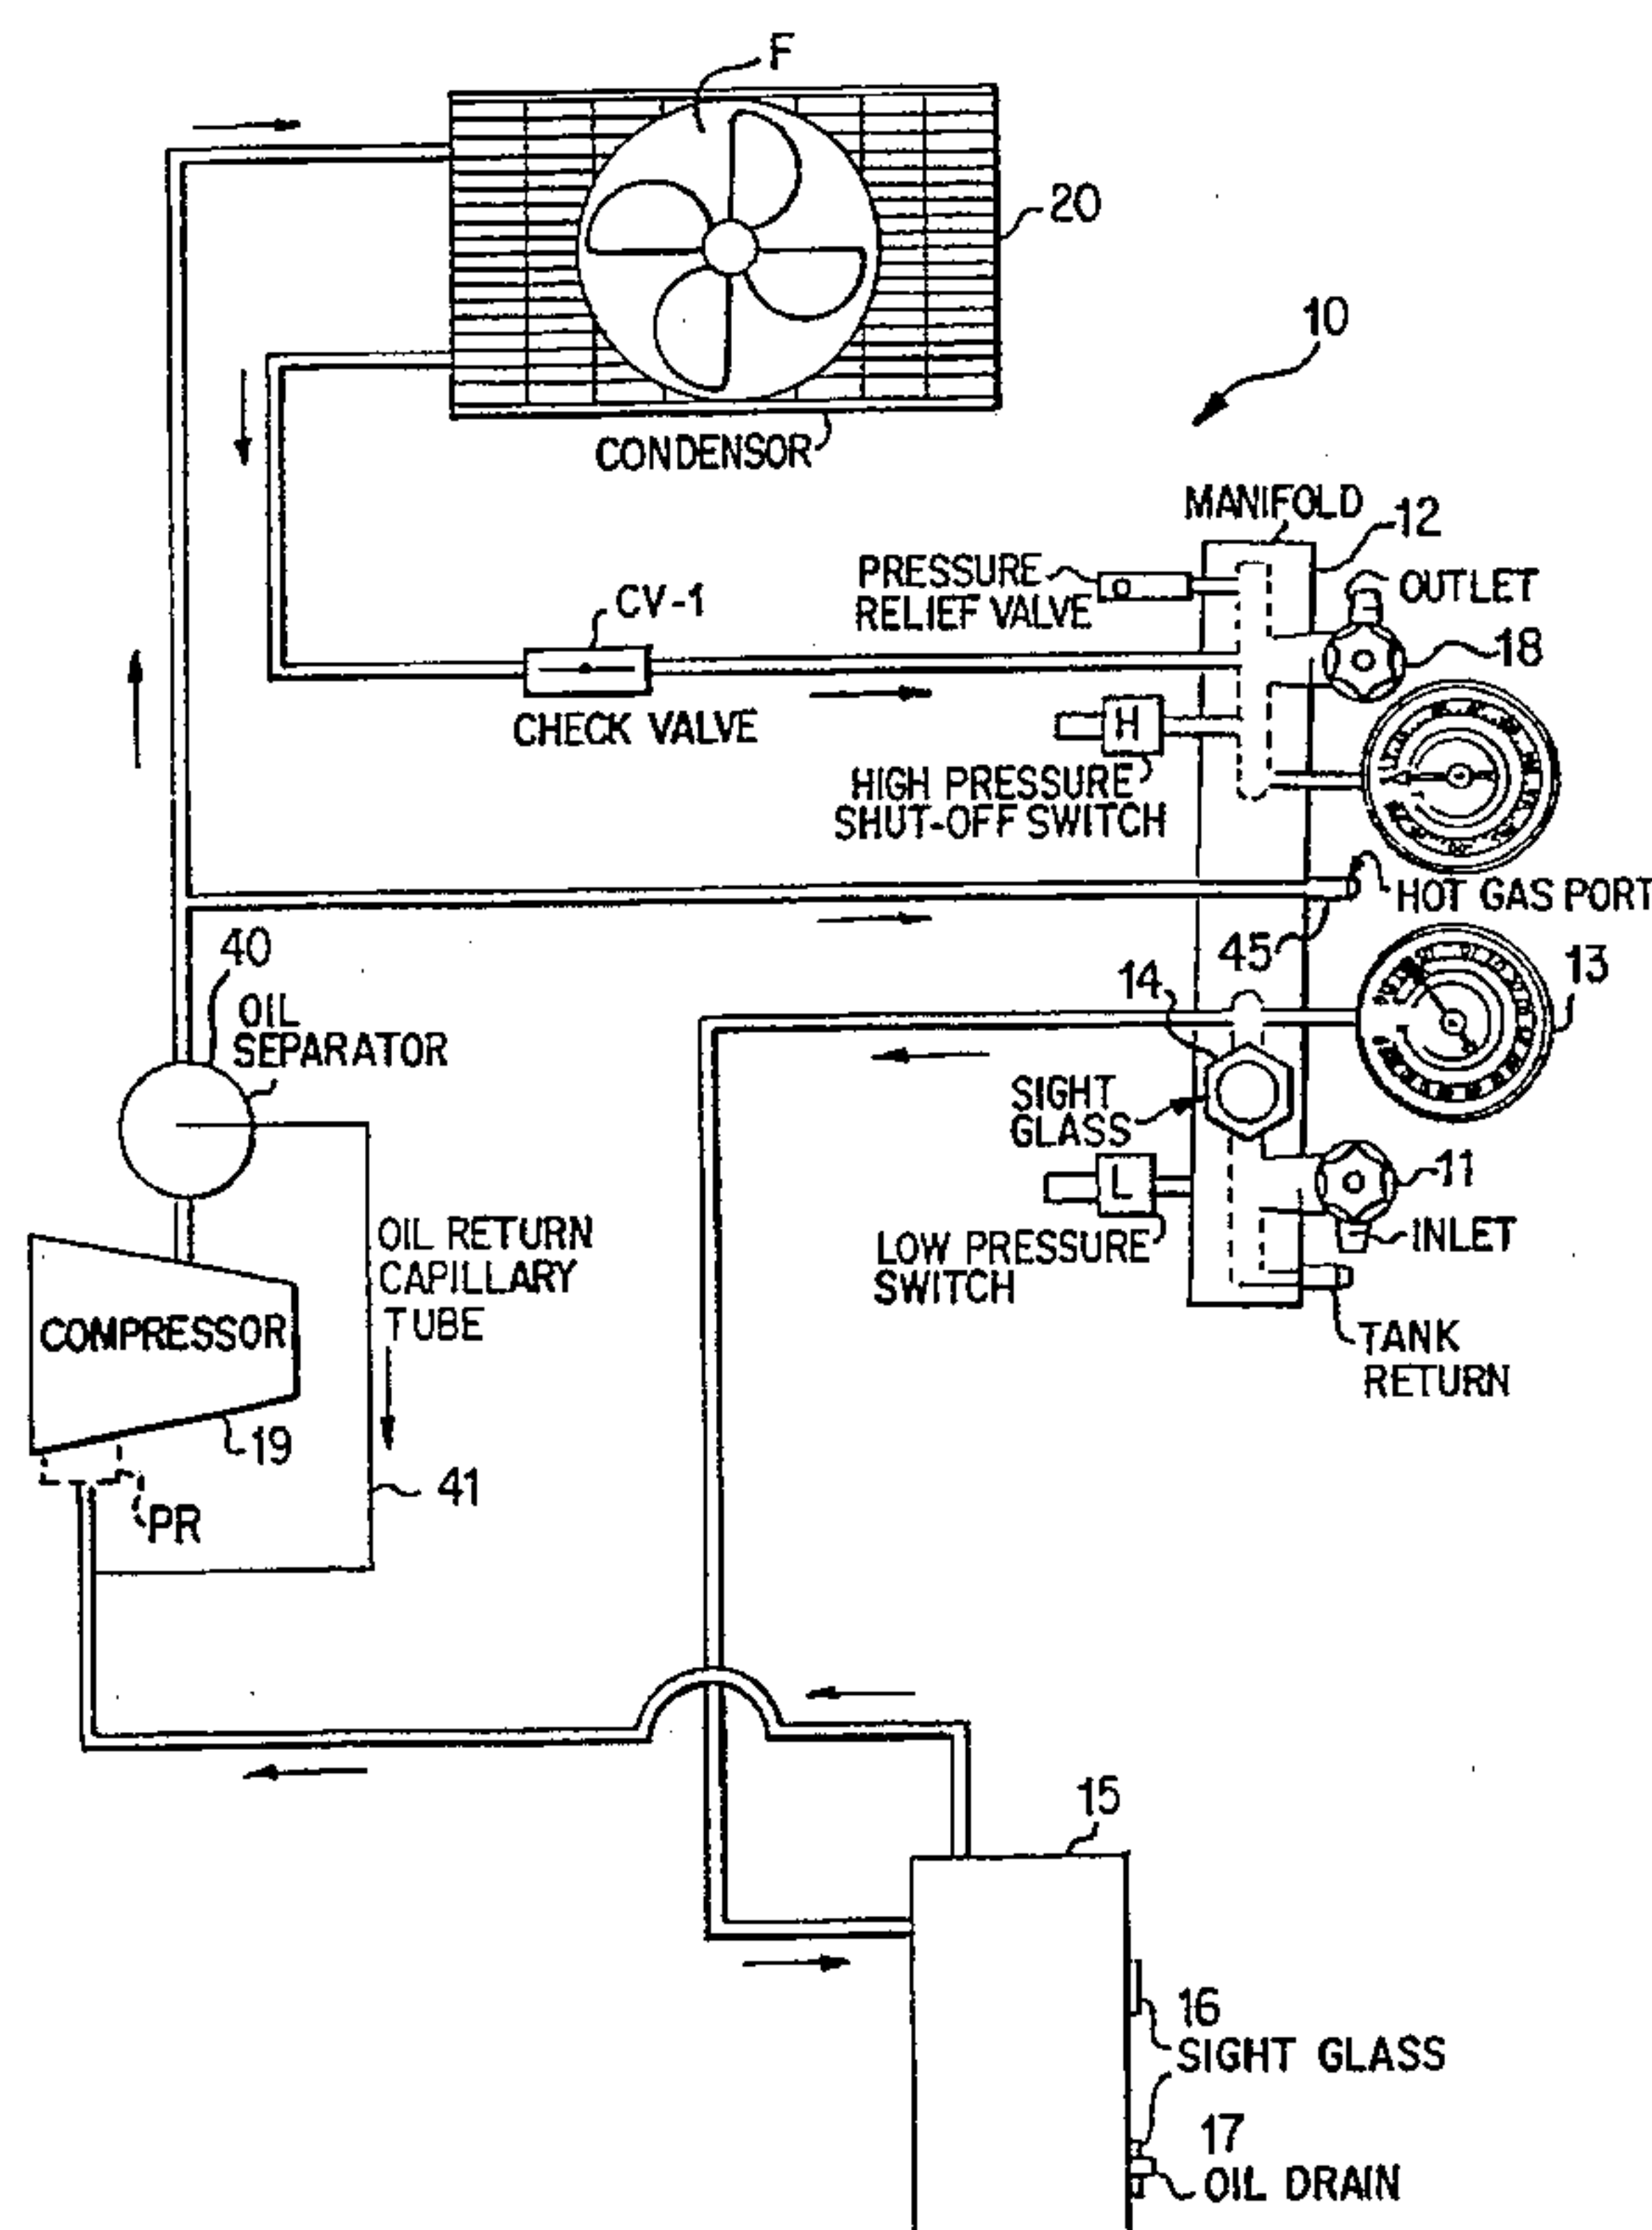 F
20
10
CONDENSOR
MANIFOLD
12
PRESSURE
RELIEF VALVE
OUTLET
CV-1
18
CHECK VALVE
H
HIGH PRESSURE
SHUT-OFF SWITCH
HOT GAS PORT
40
45
13
14
OIL
SEPARATOR
SIGHT
GLASS
L
11
OIL RETURN
CAPILLARY
TUBE
LOW PRESSURE
SWITCH
INLET
COMPRESSOR
TANK
RETURN
19
41
PR
15
16
SIGHT GLASS
17
OIL DRAIN